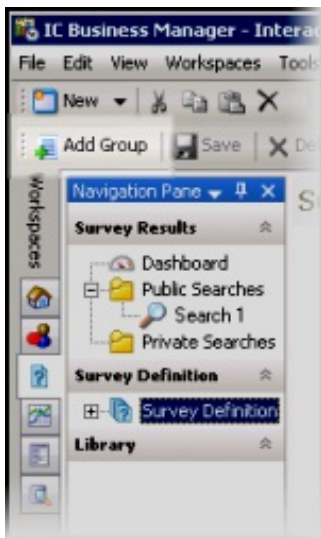 IC Business Manager - Intera
File Edit View Workspaces Tools
New
Add Group Save
Workspaces
Navigation Pane
Survey Results
Dashboard
Public Searches
Search 1
Private Searches
Survey Definition
Survey Definition
Library